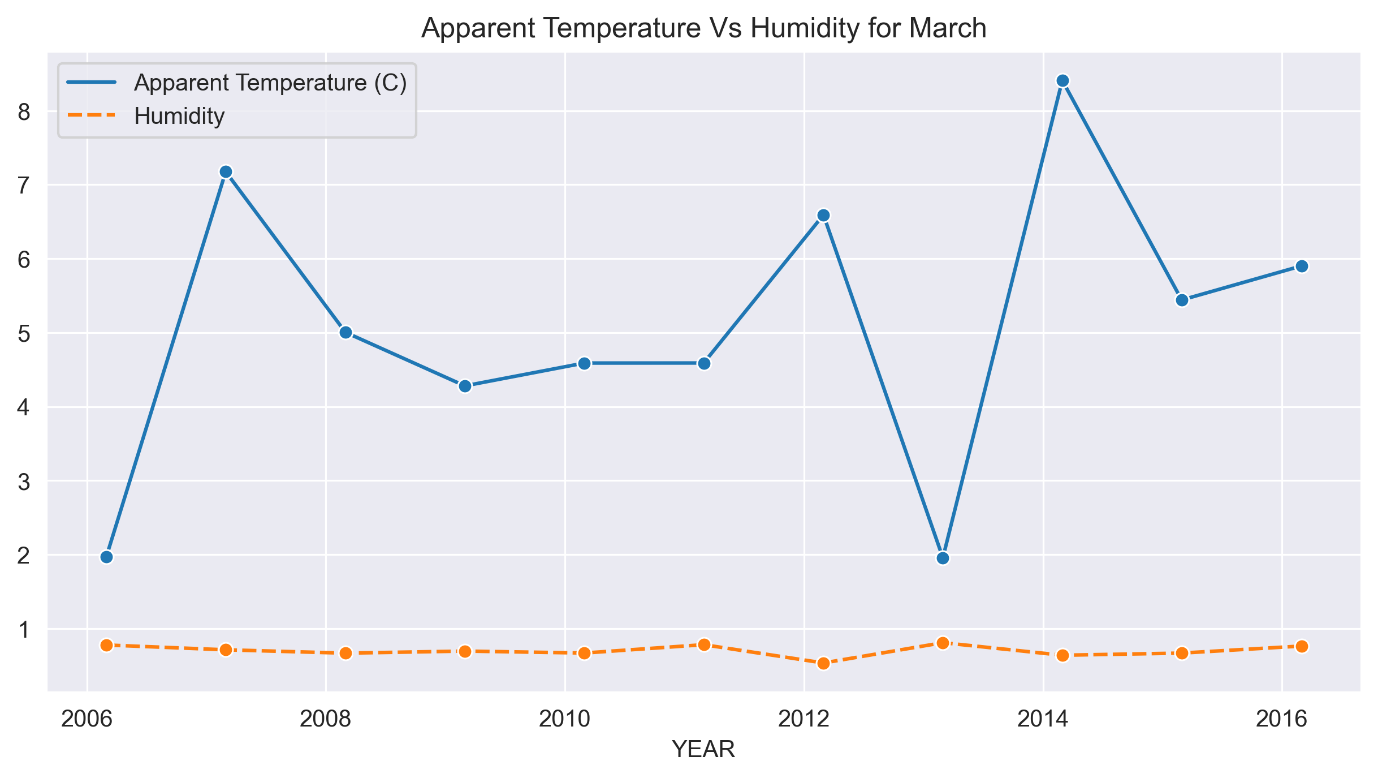 Apparent Temperature Vs Humidity for March
Apparent Temperature (C)
Humidity
8
7
6
5
4
3
2
1
2006 2008 2010 2012 2014 2016
YEAR